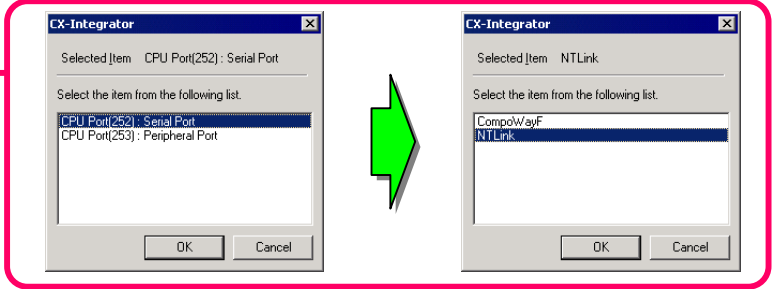 CX-Integrator
Selected Item CPU Port(252) : Serial Port
Select the item from the following list.
CPU Port(252) : Serial Port
CPU Port(253) : Peripheral Port
OK Cancel
CX-Integrator
Selected Item NTLink
Select the item from the following list.
CompoWayF
NTLink
OK Cancel